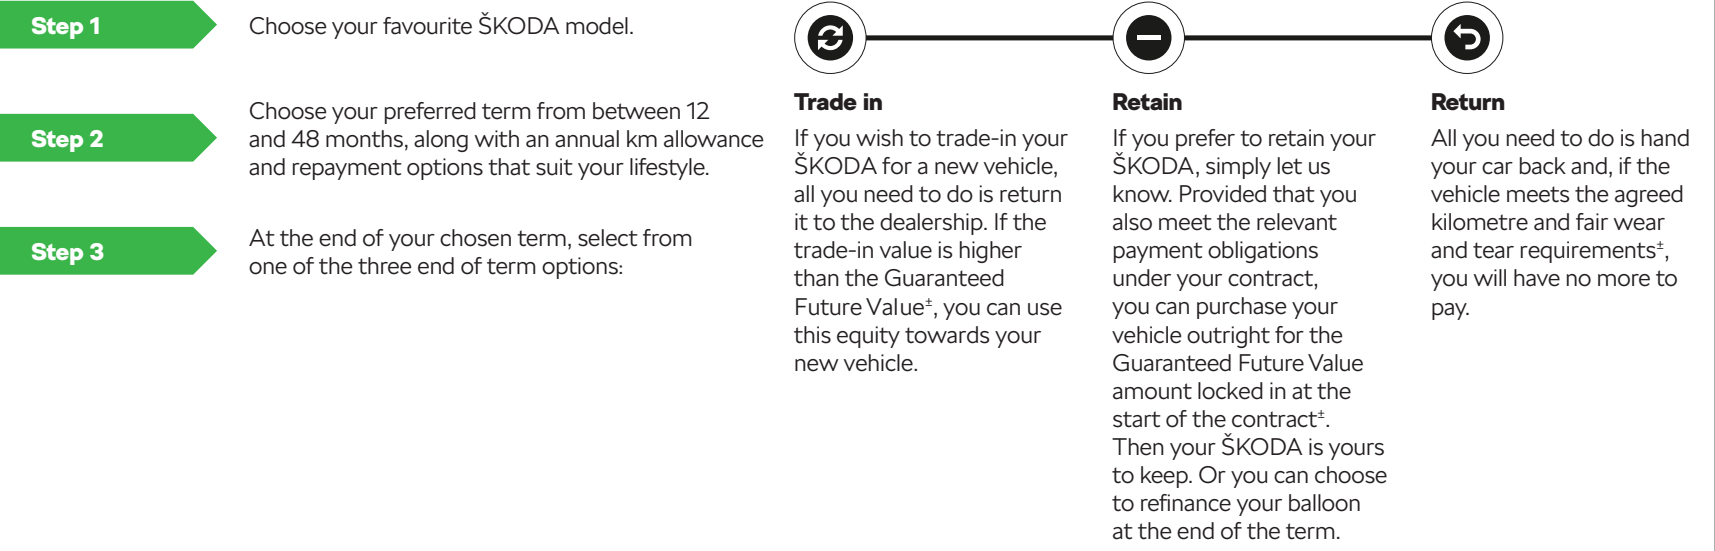 Step 1
Choose your favourite ŠKODA model.
Step 2
Choose your preferred term from between 12
and 48 months, along with an annual km allowance
and repayment options that suit your lifestyle.
Step 3
At the end of your chosen term, select from
one of the three end of term options:
Trade in
If you wish to trade-in your
ŠKODA for a new vehicle,
all you need to do is return
it to the dealership. If the
trade-in value is higher
than the Guaranteed
Future Value±, you can use
this equity towards your
new vehicle.
Retain
If you prefer to retain your
ŠKODA, simply let us
know. Provided that you
also meet the relevant
payment obligations
under your contract,
you can purchase your
vehicle outright for the
Guaranteed Future Value
amount locked in at the
start of the contract±.
Then your ŠKODA is yours
to keep. Or you can choose
to refinance your balloon
at the end of the term.
Return
All you need to do is hand
your car back and, if the
vehicle meets the agreed
kilometre and fair wear
and tear requirements±,
you will have no more to
pay.